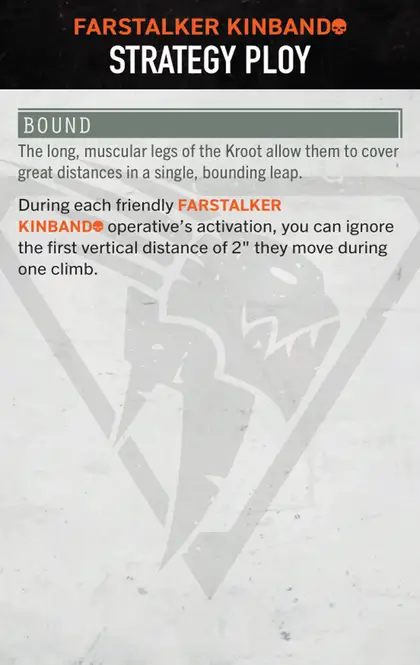 FARSTALKER KINBAND
STRATEGY PLOY
BOUND
The long, muscular legs of the Kroot allow them to cover
great distances in a single, bounding leap.
During each friendly FARSTALKER
KINBAND operative’s activation, you can ignore
the first vertical distance of 2" they move during
one climb.